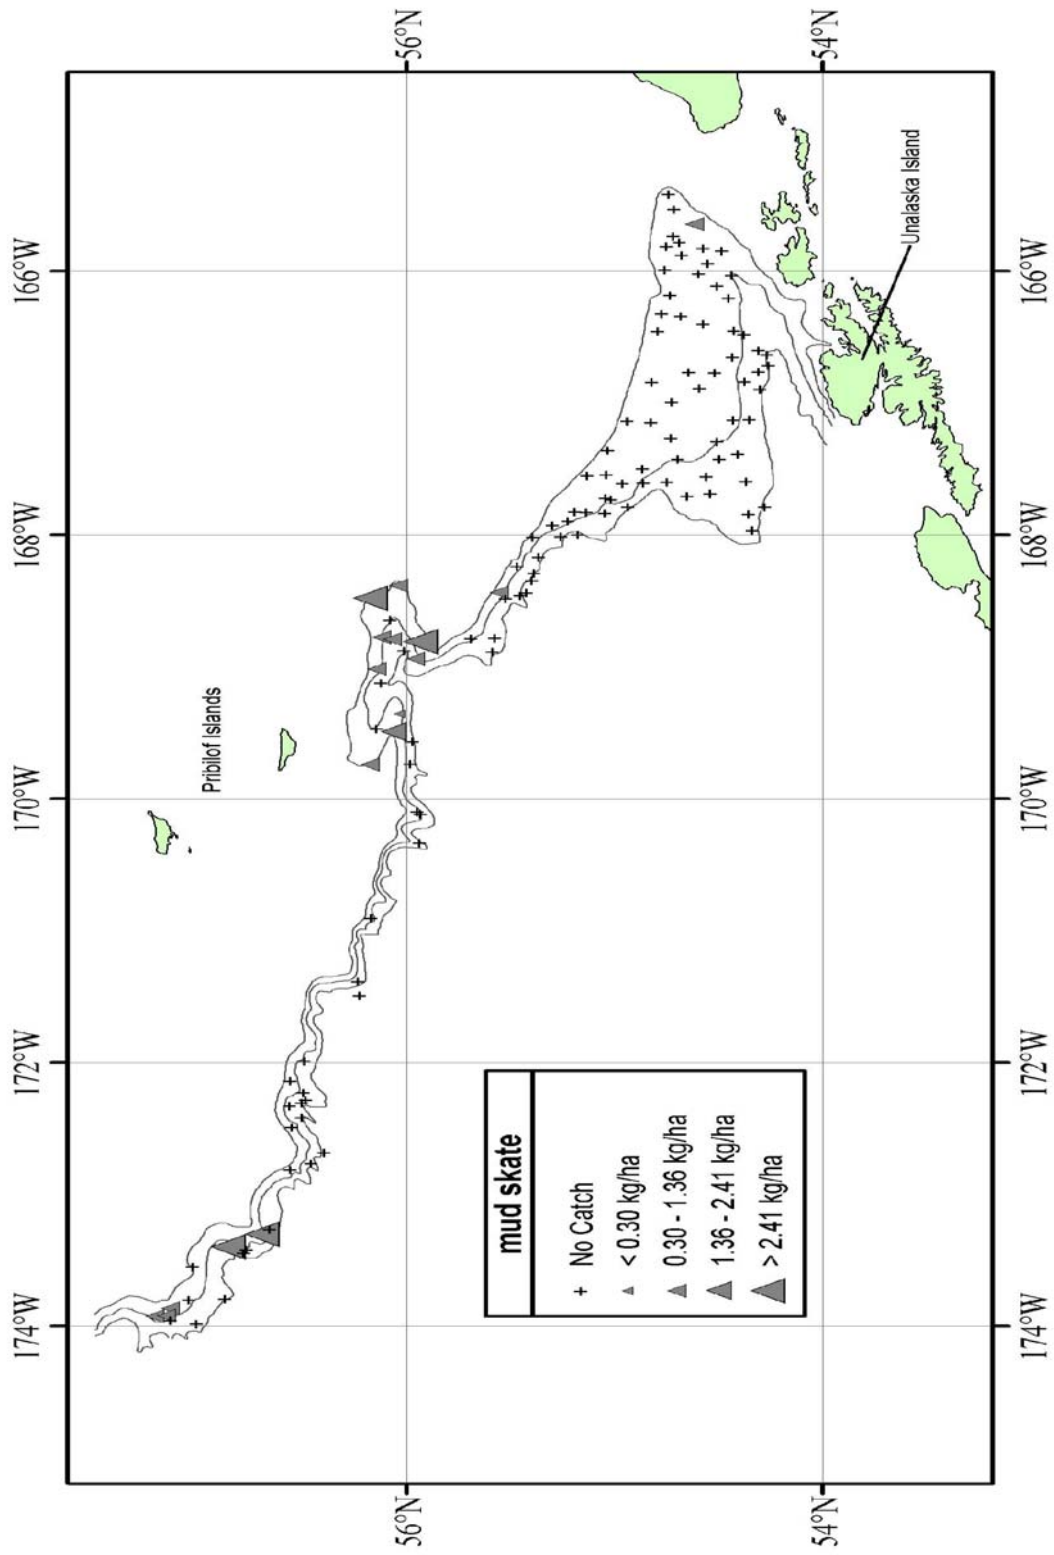 174°W 172°W 170°W 168°W 166°W
Pribilof Islands
56°N 56°N
mud skate
No Catch
< 0.30 kg/ha
0.30 - 1.36 kg/ha
1.36 - 2.41 kg/ha
> 2.41 kg/ha
54°N 54°N
Unalaska Island
174°W 172°W 170°W 168°W 166°W